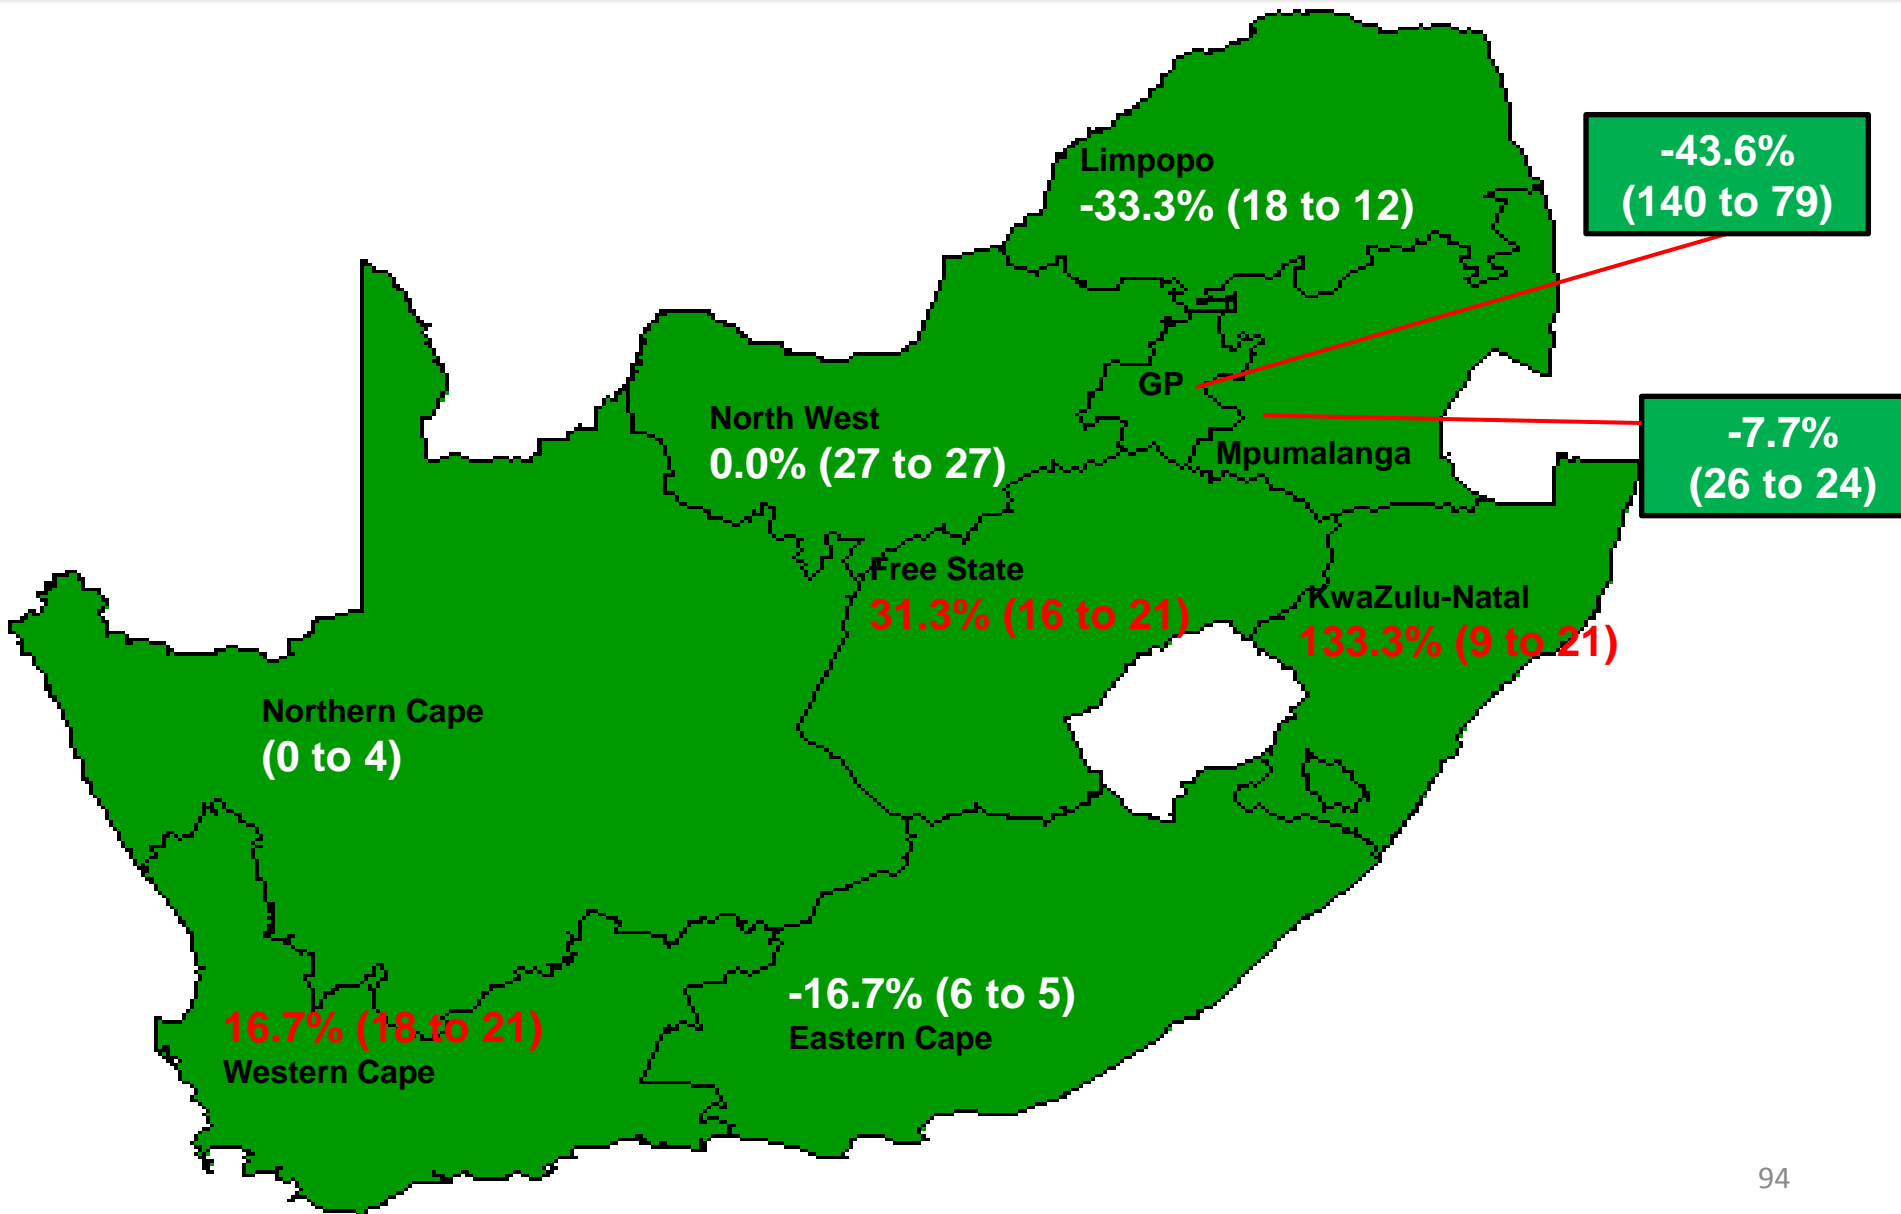 Limpopo
-33.3% (18 to 12)
-43.6%
(140 to 79)
GP
North West
0.0% (27 to 27)
Mpumalanga
-7.7%
(26 to 24)
Free State
31.3% (16 to 21)
KwaZulu-Natal
133.3% (9 to 21)
Northern Cape
(0 to 4)
-16.7% (6 to 5)
Eastern Cape
16.7% (18 to 21)
Western Cape
94